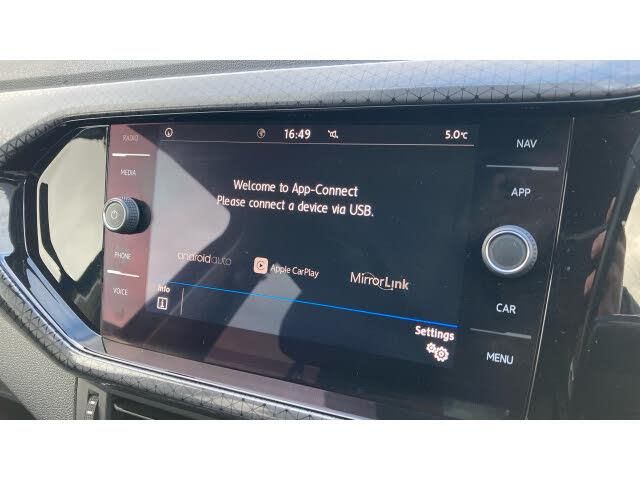 RADIO
MEDIA
PHONE
VOICE
16:49
5.0°C
Welcome to App-Connect
Please connect a device via USB.
androidauto
Apple CarPlay
MirrorLink
Info
Settings
NAV
APP
CAR
MENU